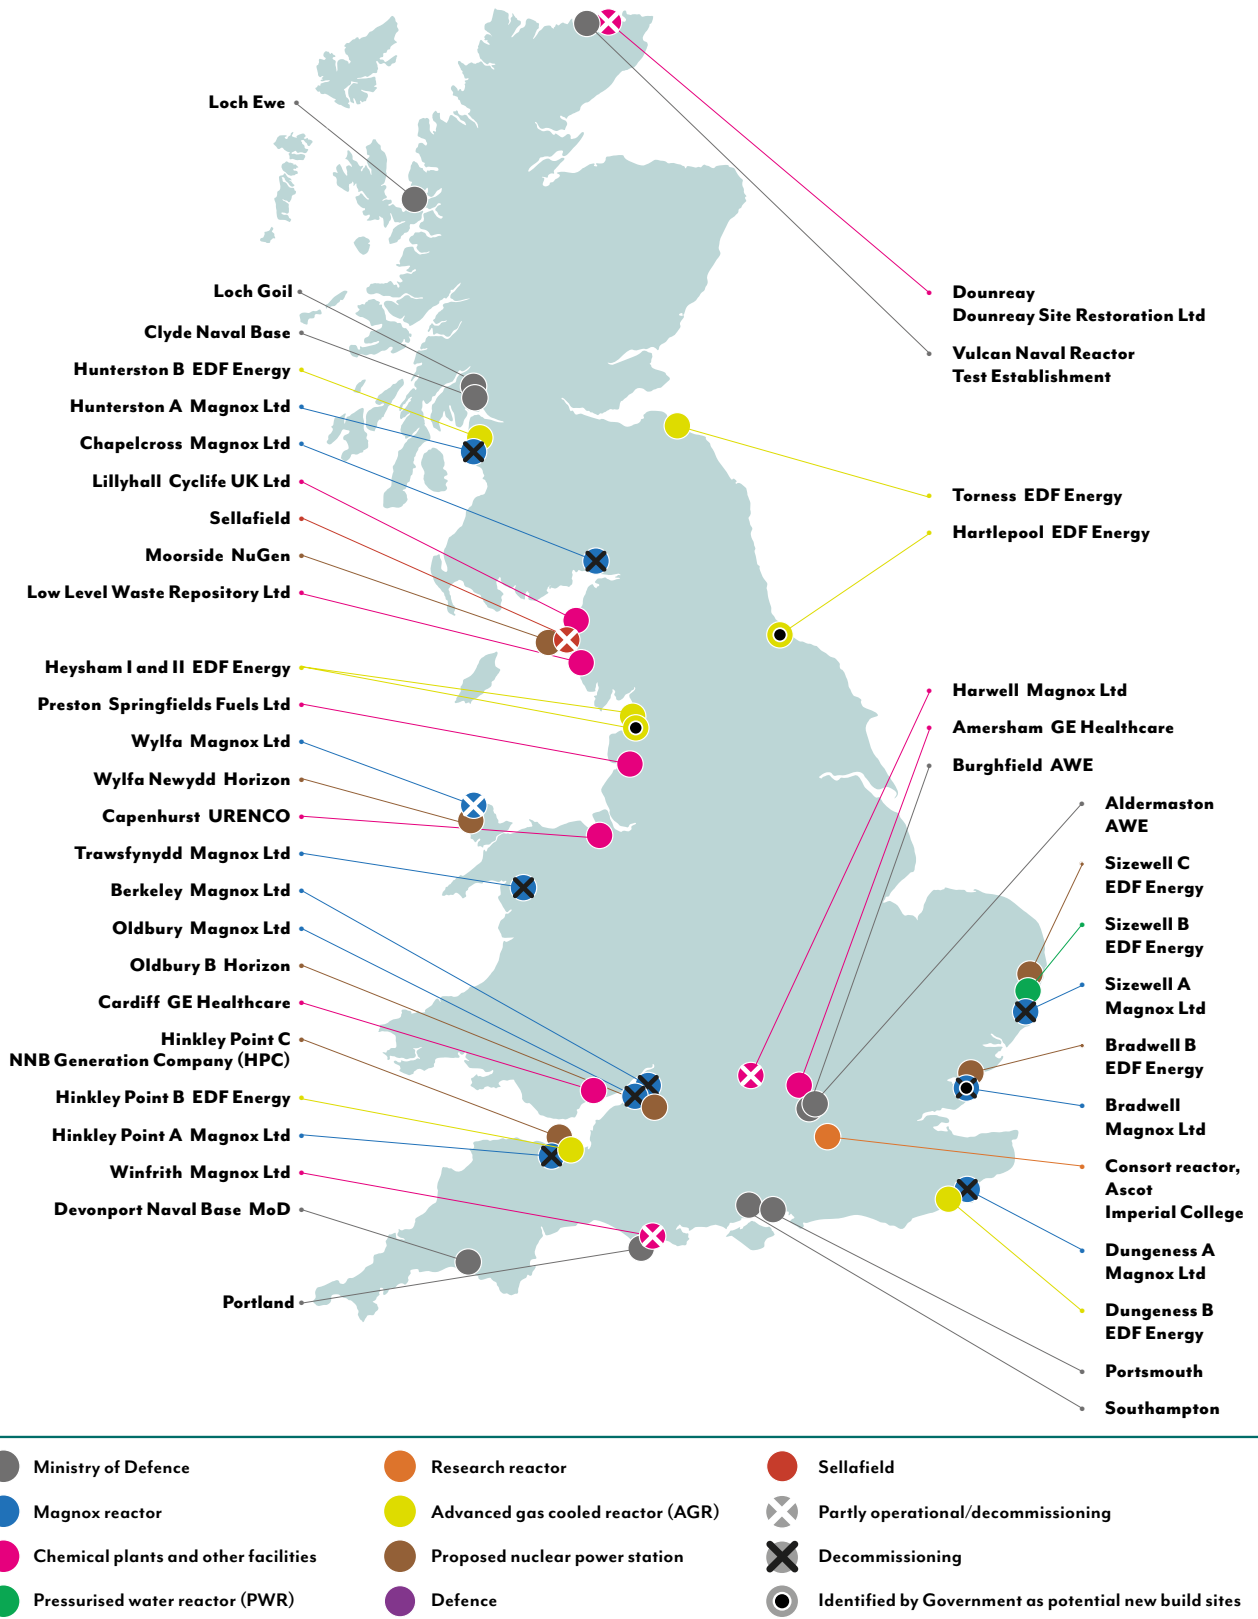 Loch Ewe
Loch Goil
Clyde Naval Base
Hunterston B EDF Energy
Hunterston A Magnox Ltd
Chapelcross Magnox Ltd
Lillyhall Cyclife UK Ltd
Sellafield
Moorside NuGen
Low Level Waste Repository Ltd
Heysham I and II EDF Energy
Preston Springfields Fuels Ltd
Wylfa Magnox Ltd
Wylfa Newydd Horizon
Capenhurst URENCO
Trawsfynydd Magnox Ltd
Berkeley Magnox Ltd
Oldbury Magnox Ltd
Oldbury B Horizon
Cardiff GE Healthcare
Hinkley Point C
NNB Generation Company (HPC)
Hinkley Point B EDF Energy
Hinkley Point A Magnox Ltd
Winfrith Magnox Ltd
Devonport Naval Base MoD
Portland
Dounreay
Dounreay Site Restoration Ltd
Vulcan Naval Reactor
Test Establishment
Torness EDF Energy
Hartlepool EDF Energy
Harwell Magnox Ltd
Amersham GE Healthcare
Burghfield AWE
Aldermaston
AWE
Sizewell C
EDF Energy
Sizewell B
EDF Energy
Sizewell A
Magnox Ltd
Bradwell B
EDF Energy
Bradwell
Magnox Ltd
Consort reactor,
Ascot
Imperial College
Dungeness A
Magnox Ltd
Dungeness B
EDF Energy
Portsmouth
Southampton
Ministry of Defence
Magnox reactor
Chemical plants and other facilities
Pressurised water reactor (PWR)
Research reactor
Advanced gas cooled reactor (AGR)
Proposed nuclear power station
Defence
Sellafield
Partly operational/decommissioning
Decommissioning
Identified by Government as potential new build sites